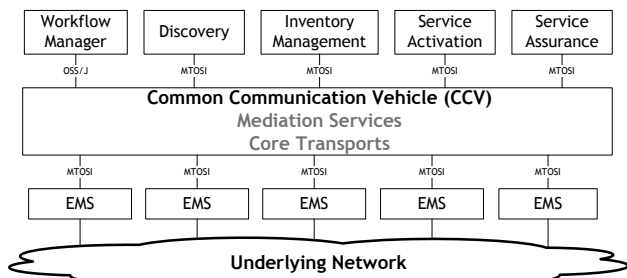 Workflow
Manager
Discovery
Inventory
Management
Service
Activation
Service
Assurance
OSS/J
MTOSI
MTOSI
MTOSI
MTOSI
Common Communication Vehicle (CCV)
Mediation Services
Core Transports
MTOSI
MTOSI
MTOSI
MTOSI
MTOSI
EMS
EMS
EMS
EMS
EMS
Underlying Network